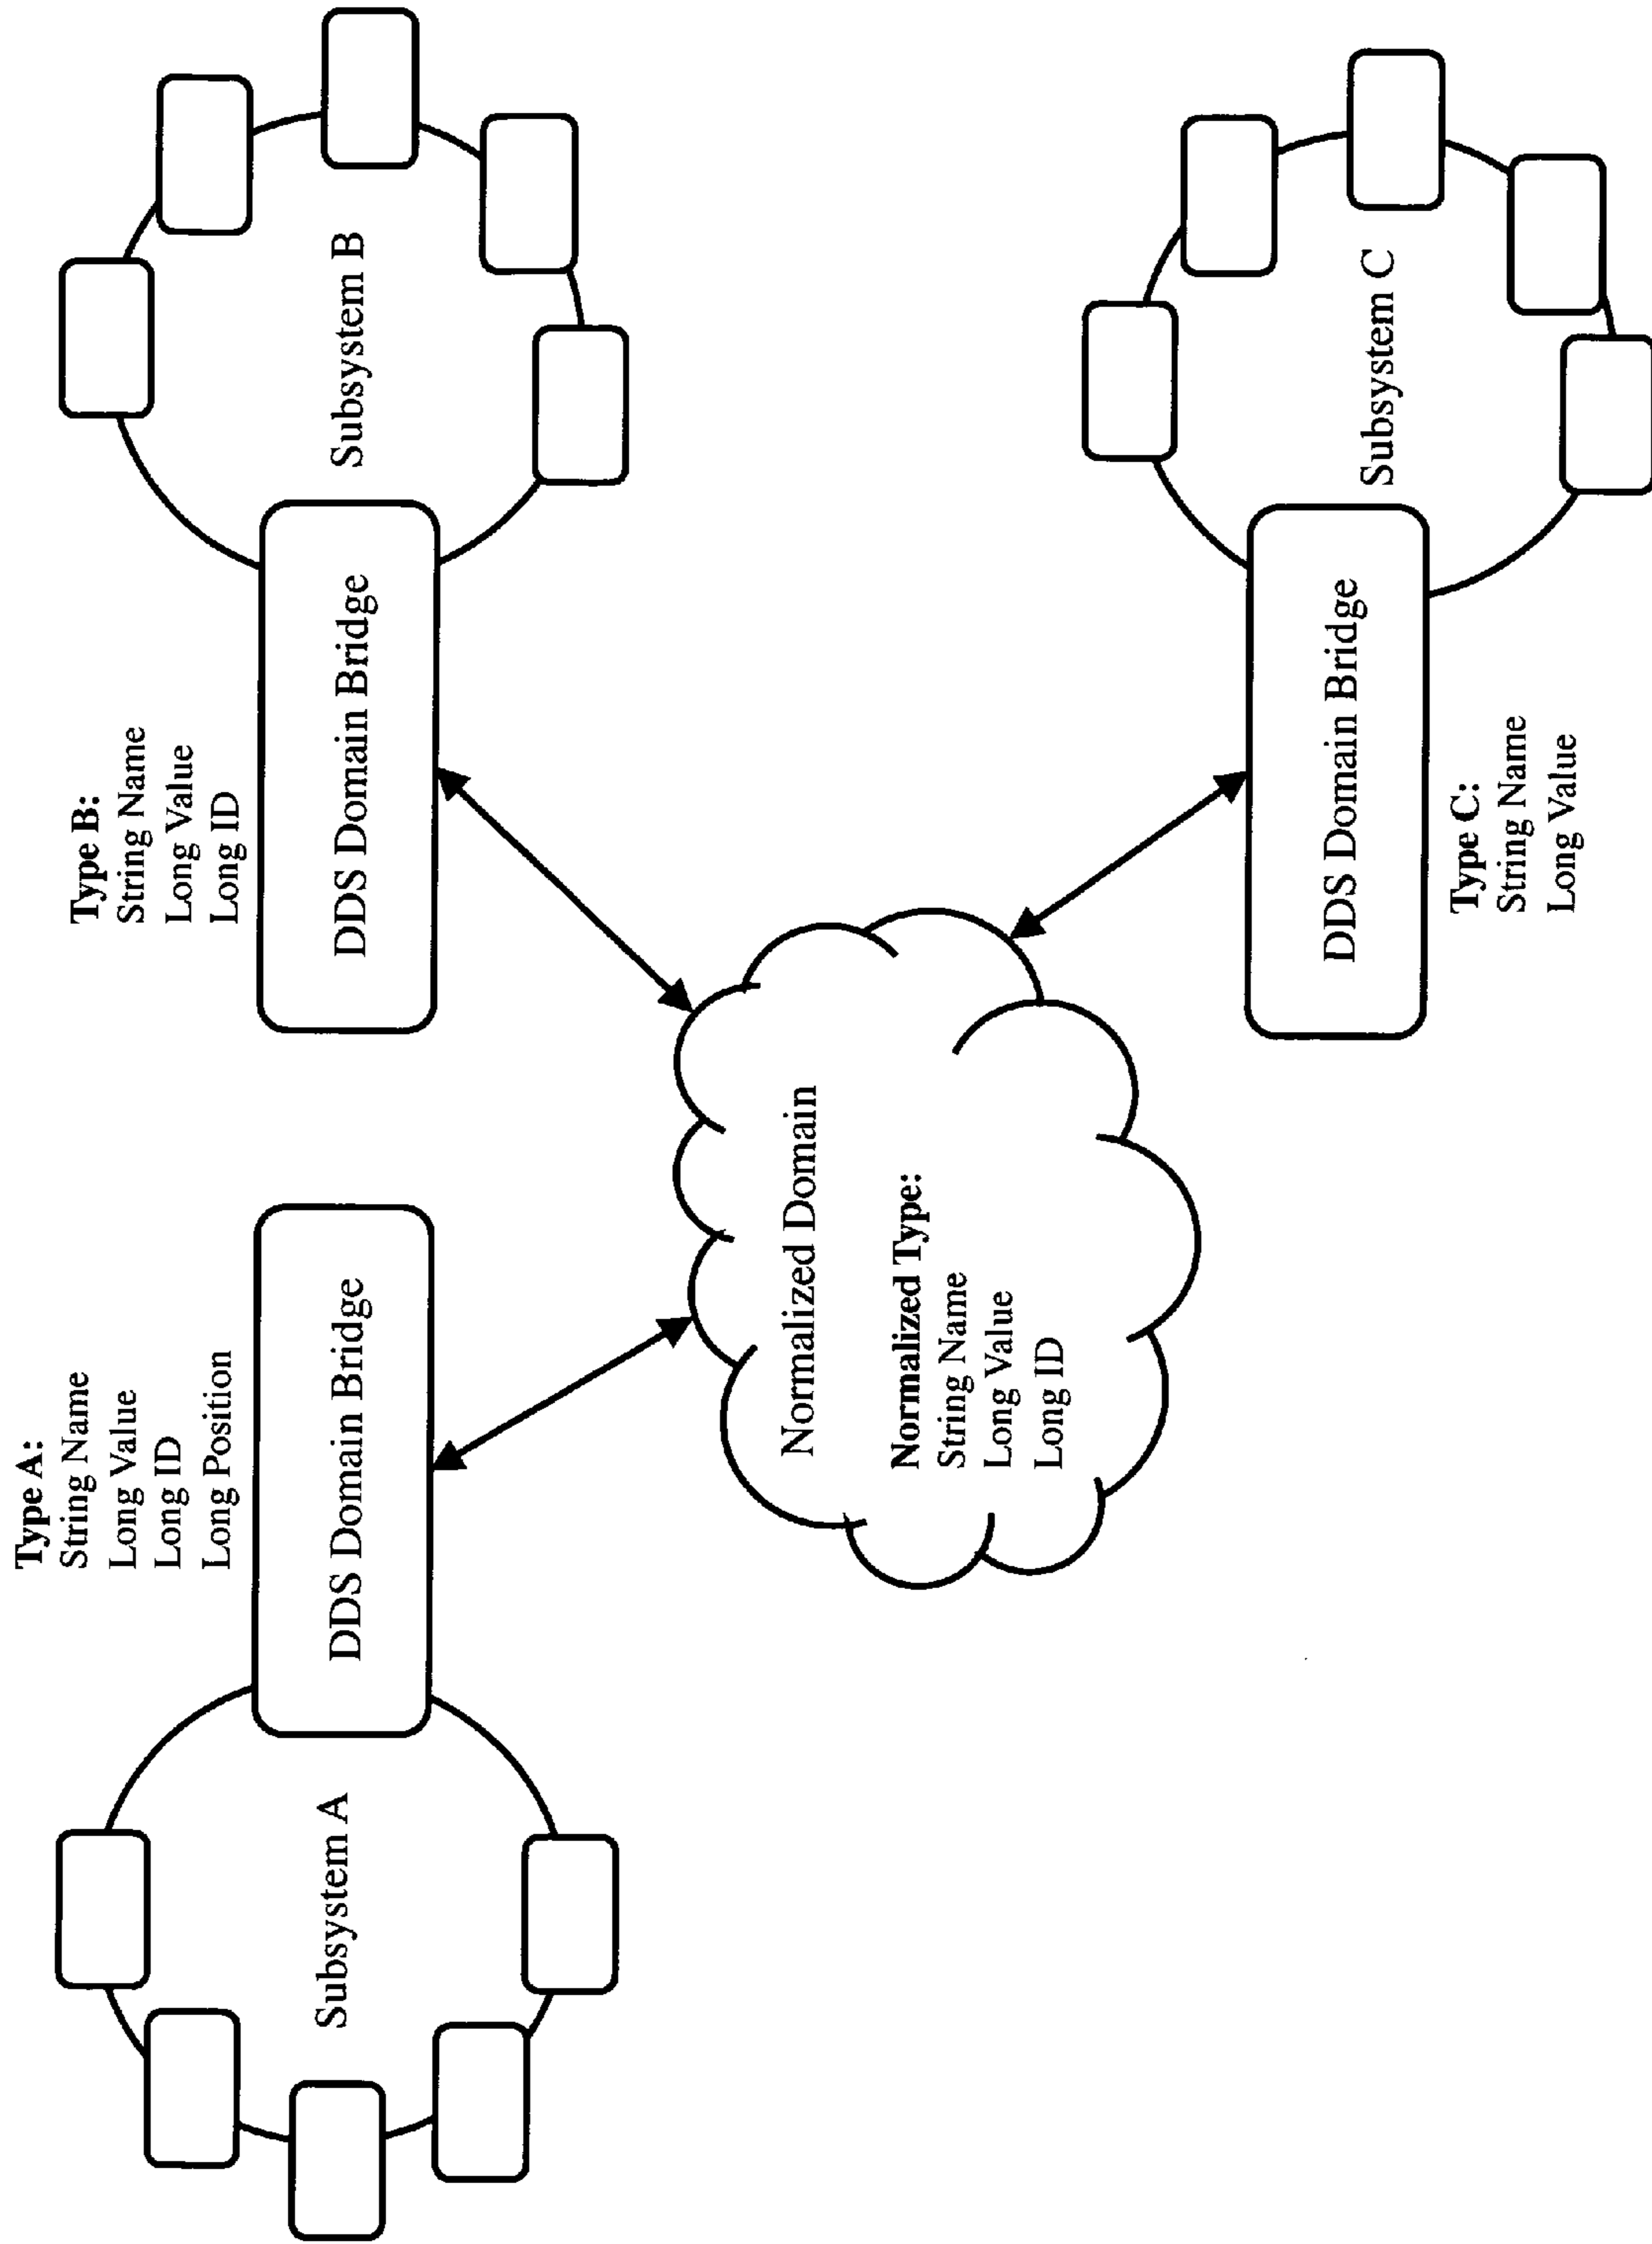 Type A:
String Name
Long Value
Long ID
Long Position
Subsystem A
DDS Domain Bridge
Type B:
String Name
Long Value
Long ID
DDS Domain Bridge
Subsystem B
Normalized Domain
Normalized Type:
String Name
Long Value
Long ID
DDS Domain Bridge
Subsystem C
Type C:
String Name
Long Value